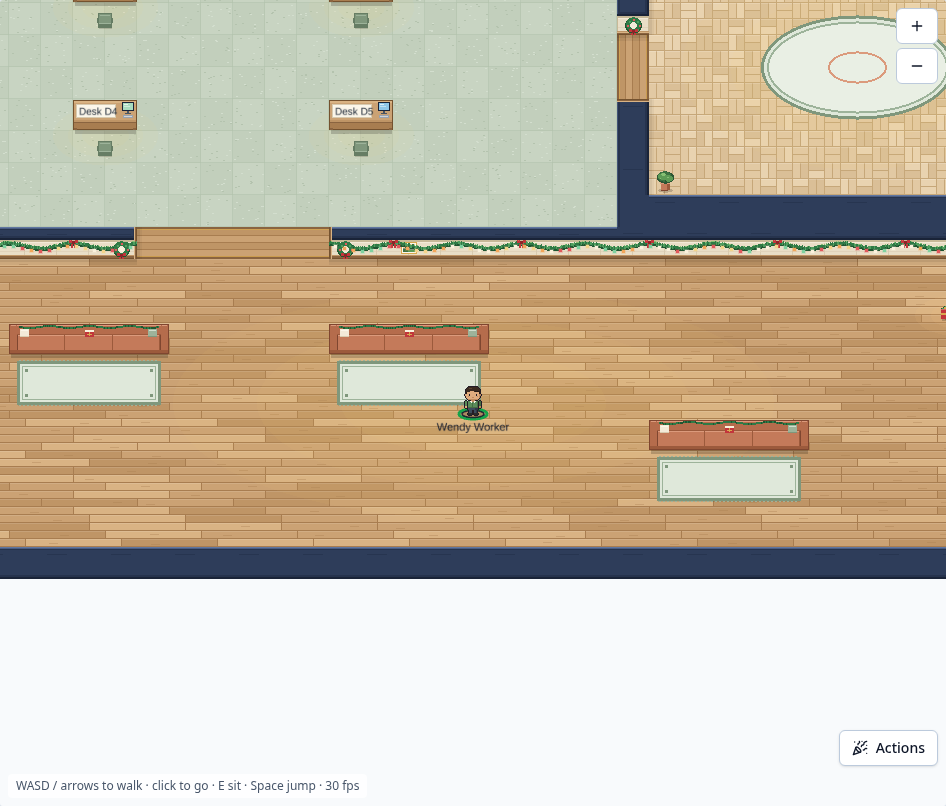 +
−
Desk D4
Desk D5
Wendy Worker
Actions
WASD / arrows to walk · click to go · E sit · Space jump · 30 fps